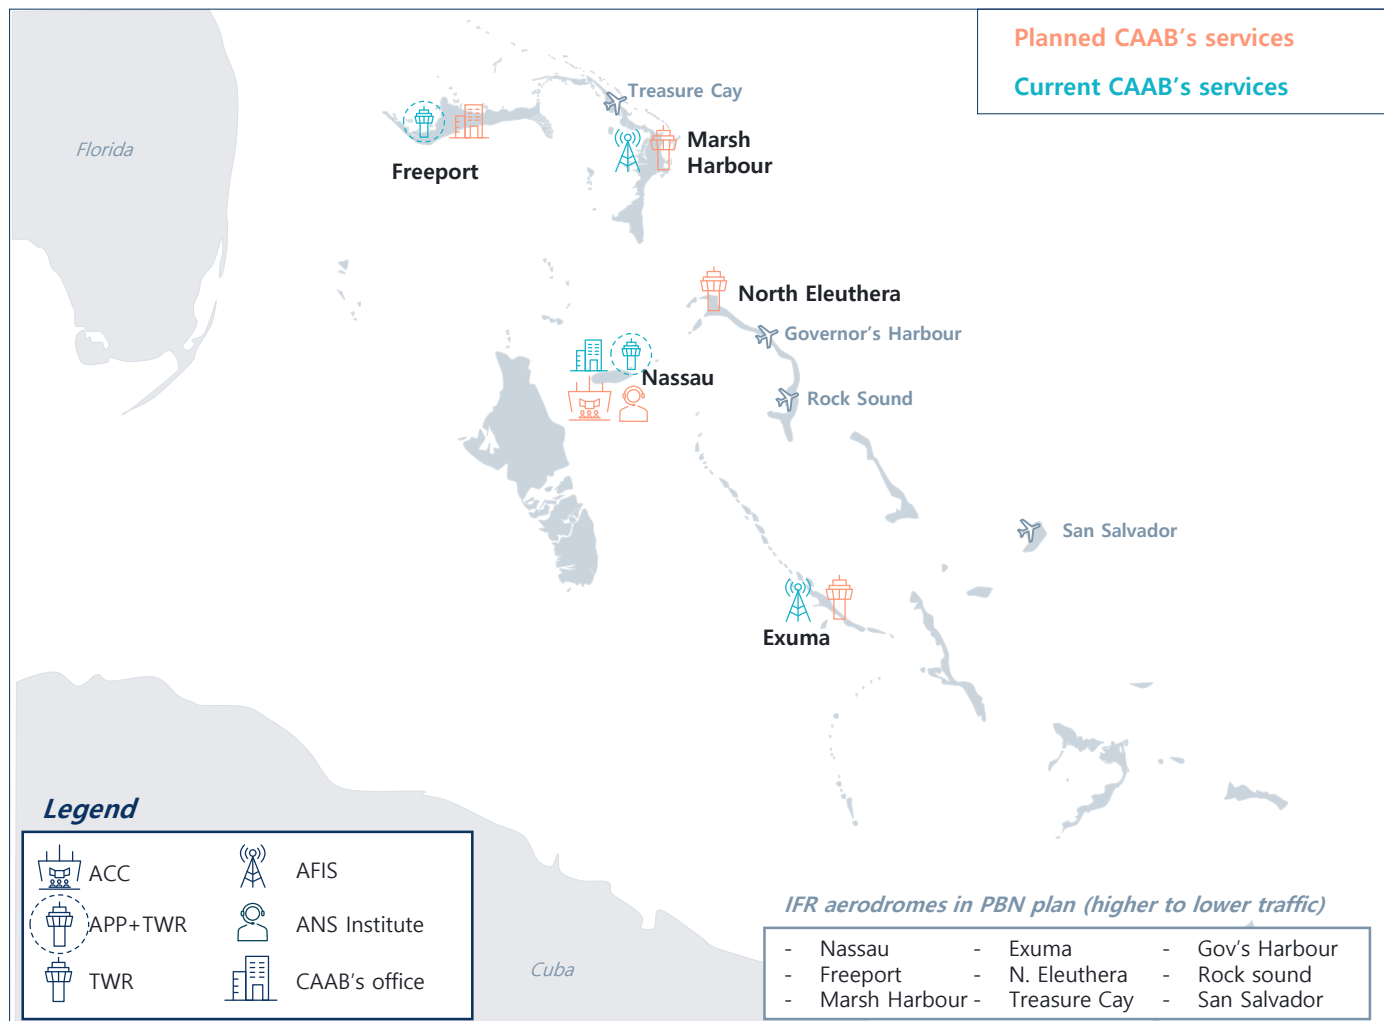 Planned CAAB's services
Current CAAB's services
Treasure Cay
Florida
Marsh
Harbour
Freeport
North Eleuthera
Governor's Harbour
Nassau
Rock Sound
San Salvador
Exuma
Legend
ACC
AFIS
APP+TWR
ANS Institute
TWR
CAAB's office
Cuba
IFR aerodromes in PBN plan (higher to lower traffic)
- Nassau - Exuma - Gov's Harbour
- Freeport - N. Eleuthera - Rock sound
- Marsh Harbour - Treasure Cay - San Salvador